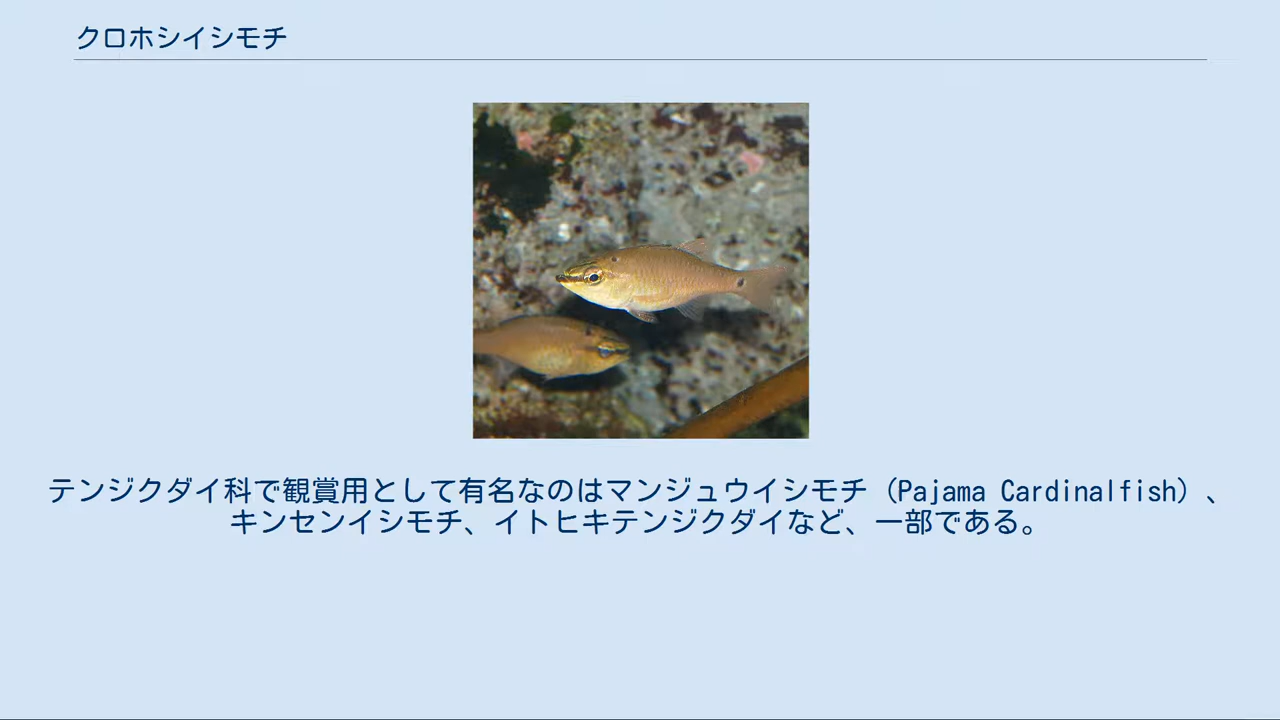 クロホシイシモチ
テンジクダイ科で観賞用として有名なのはマンジュウイシモチ（Pajama Cardinalfish）、
キンセンイシモチ、イトヒキテンジクダイなど、一部である。